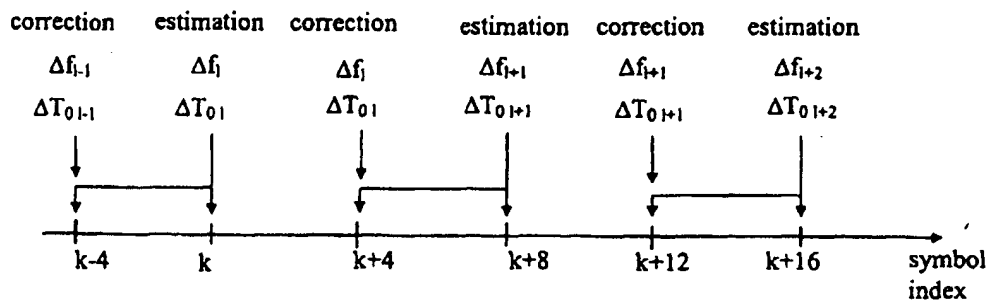 correction estimation correction estimation correction estimation
Δf_{l-1} Δf_l Δf_l Δf_{l+1} Δf_{l+1} Δf_{l+2}
ΔT_{0 l-1} ΔT_{0 l} ΔT_{0 l} ΔT_{0 l+1} ΔT_{0 l+1} ΔT_{0 l+2}
k-4 k k+4 k+8 k+12 k+16 symbol
index